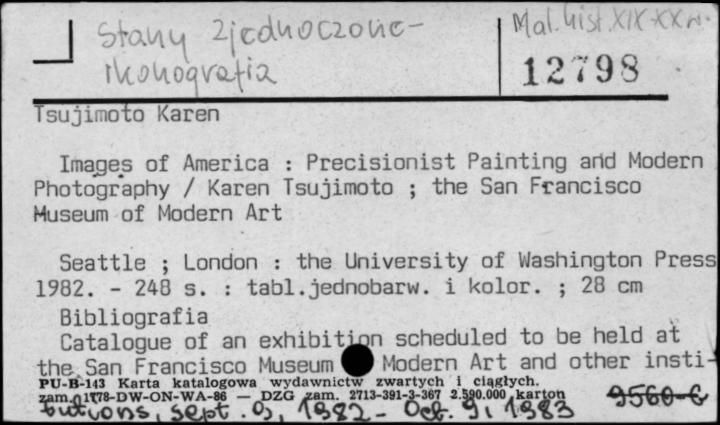 Stany Zjednoczone -
ikonografia
Mal. hist. XIX-XX w.
12798
Tsujimoto Karen
Images of America : Precisionist Painting and Modern
Photography / Karen Tsujimoto ; the San Francisco
Museum of Modern Art
Seattle ; London : the University of Washington Press
1982. - 248 s. : tabl.jednobarw. i kolor. ; 28 cm
Bibliografia
Catalogue of an exhibition scheduled to be held at
the San Francisco Museum Modern Art and other insti-
PU-B-143 Karta katalogowa wydawnictw zwartych i ciągłych.
zam. 1178-DW-ON-WA-86 — DZG zam. 2713-391-3-367 2.590.000 karton
tutions, sept. 9, 1982 - Oct. 9, 1983
9560-C